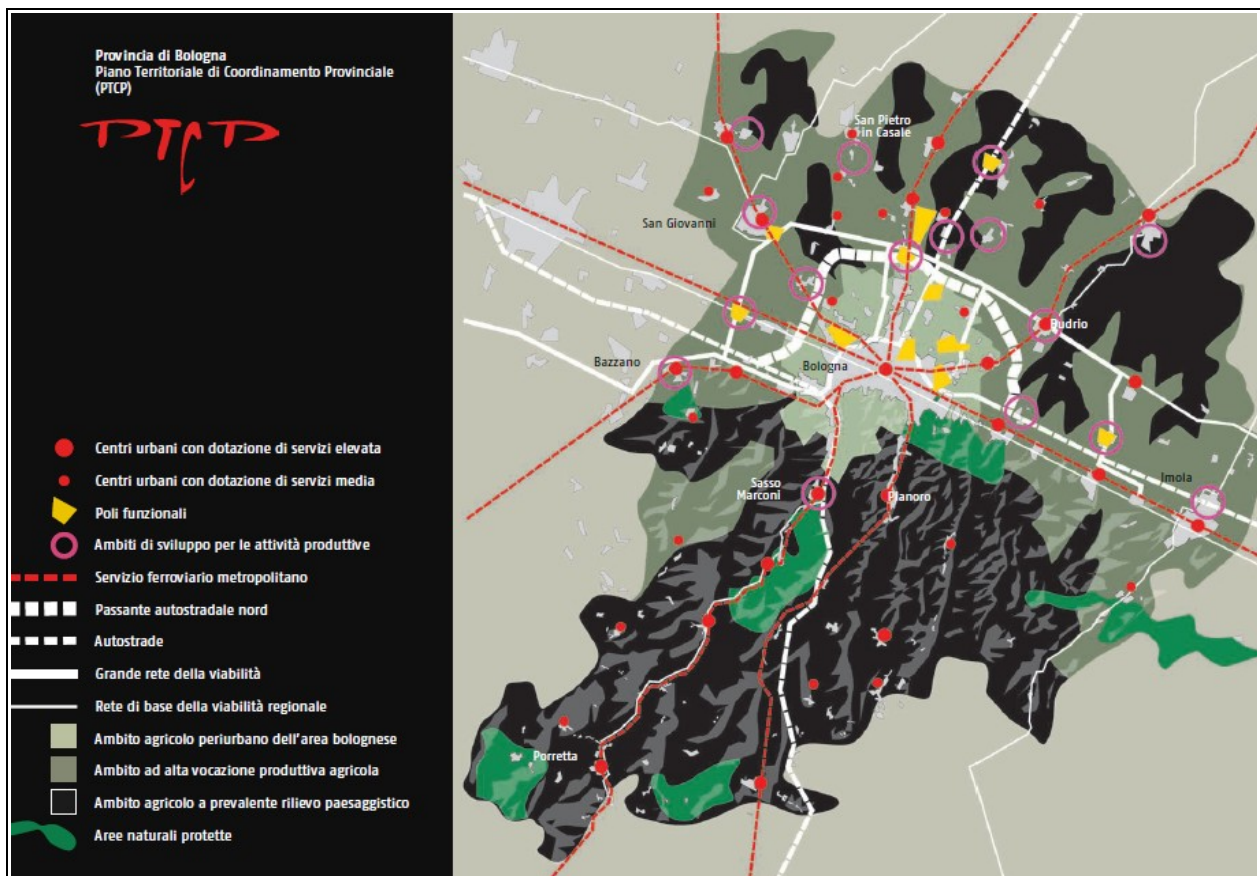 Provincia di Bologna
Piano Territoriale di Coordinamento Provinciale
(PTCP)
PTCP
Centri urbani con dotazione di servizi elevata
Centri urbani con dotazione di servizi media
Poli funzionali
Ambiti di sviluppo per le attività produttive
Servizio ferroviario metropolitano
Passante autostradale nord
Autostrade
Grande rete della viabilità
Rete di base della viabilità regionale
Ambito agricolo periurbano dell'area bolognese
Ambito ad alta vocazione produttiva agricola
Ambito agricolo a prevalente rilievo paesaggistico
Aree naturali protette
San Pietro
in Casale
San Giovanni
Budrio
Bazzano
Bologna
Imola
Sasso
Marconi
Pianoro
Porretta